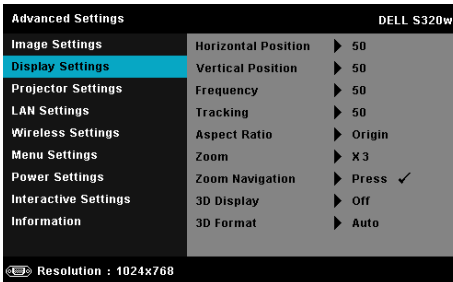 Advanced Settings DELL S320w
Image Settings Horizontal Position 50
Display Settings Vertical Position 50
Projector Settings Frequency 50
LAN Settings Tracking 50
Wireless Settings Aspect Ratio Origin
Menu Settings Zoom X3
Power Settings Zoom Navigation Press ✓
Interactive Settings 3D Display Off
Information 3D Format Auto
Resolution : 1024x768